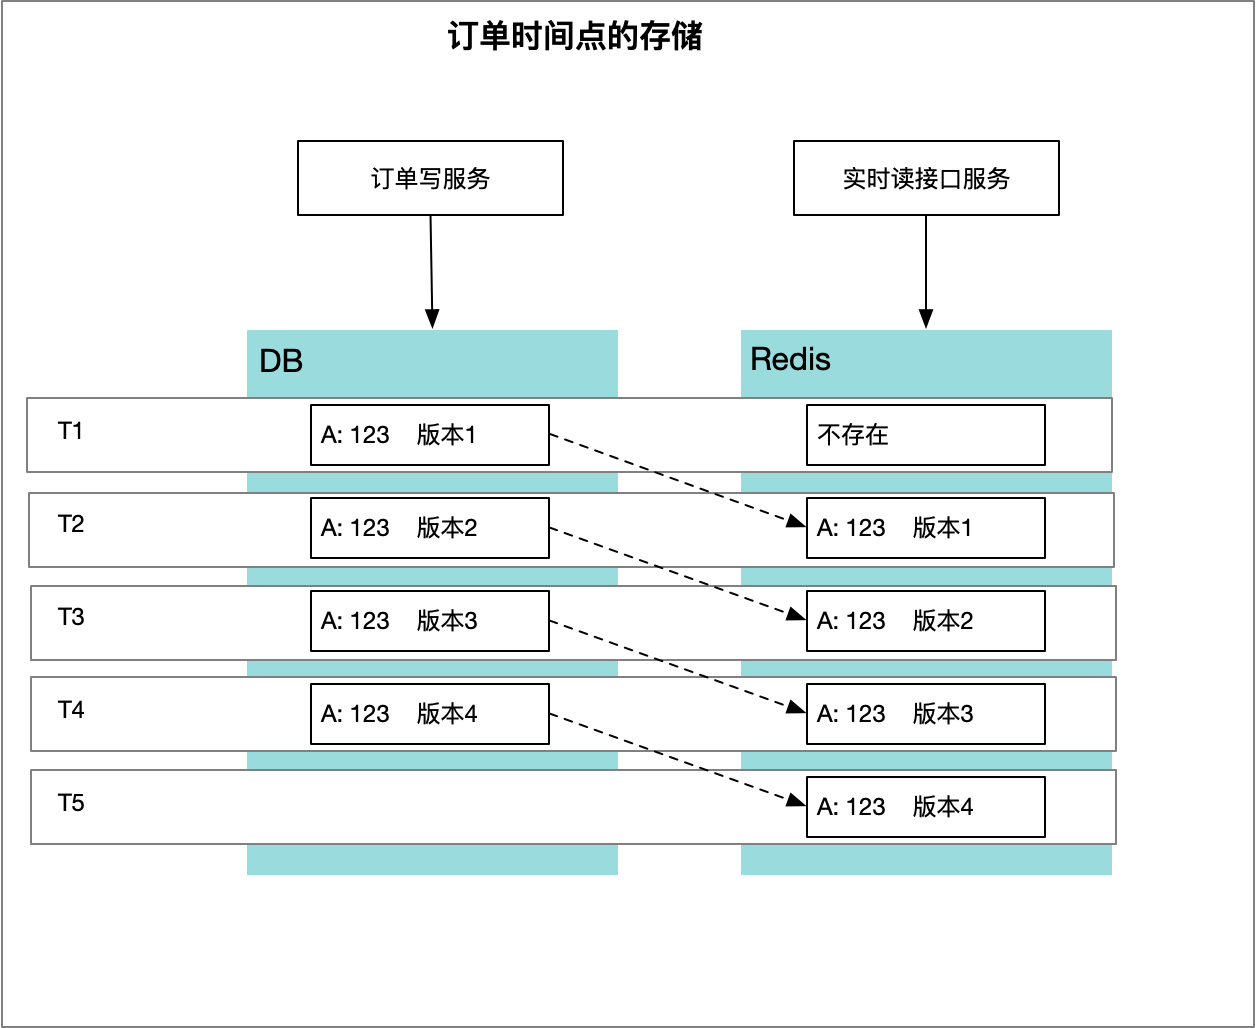 订单时间点的存储
订单写服务
实时读接口服务
DB
Redis
T1
A: 123 版本1
不存在
T2
A: 123 版本2
A: 123 版本1
T3
A: 123 版本3
A: 123 版本2
T4
A: 123 版本4
A: 123 版本3
T5
A: 123 版本4